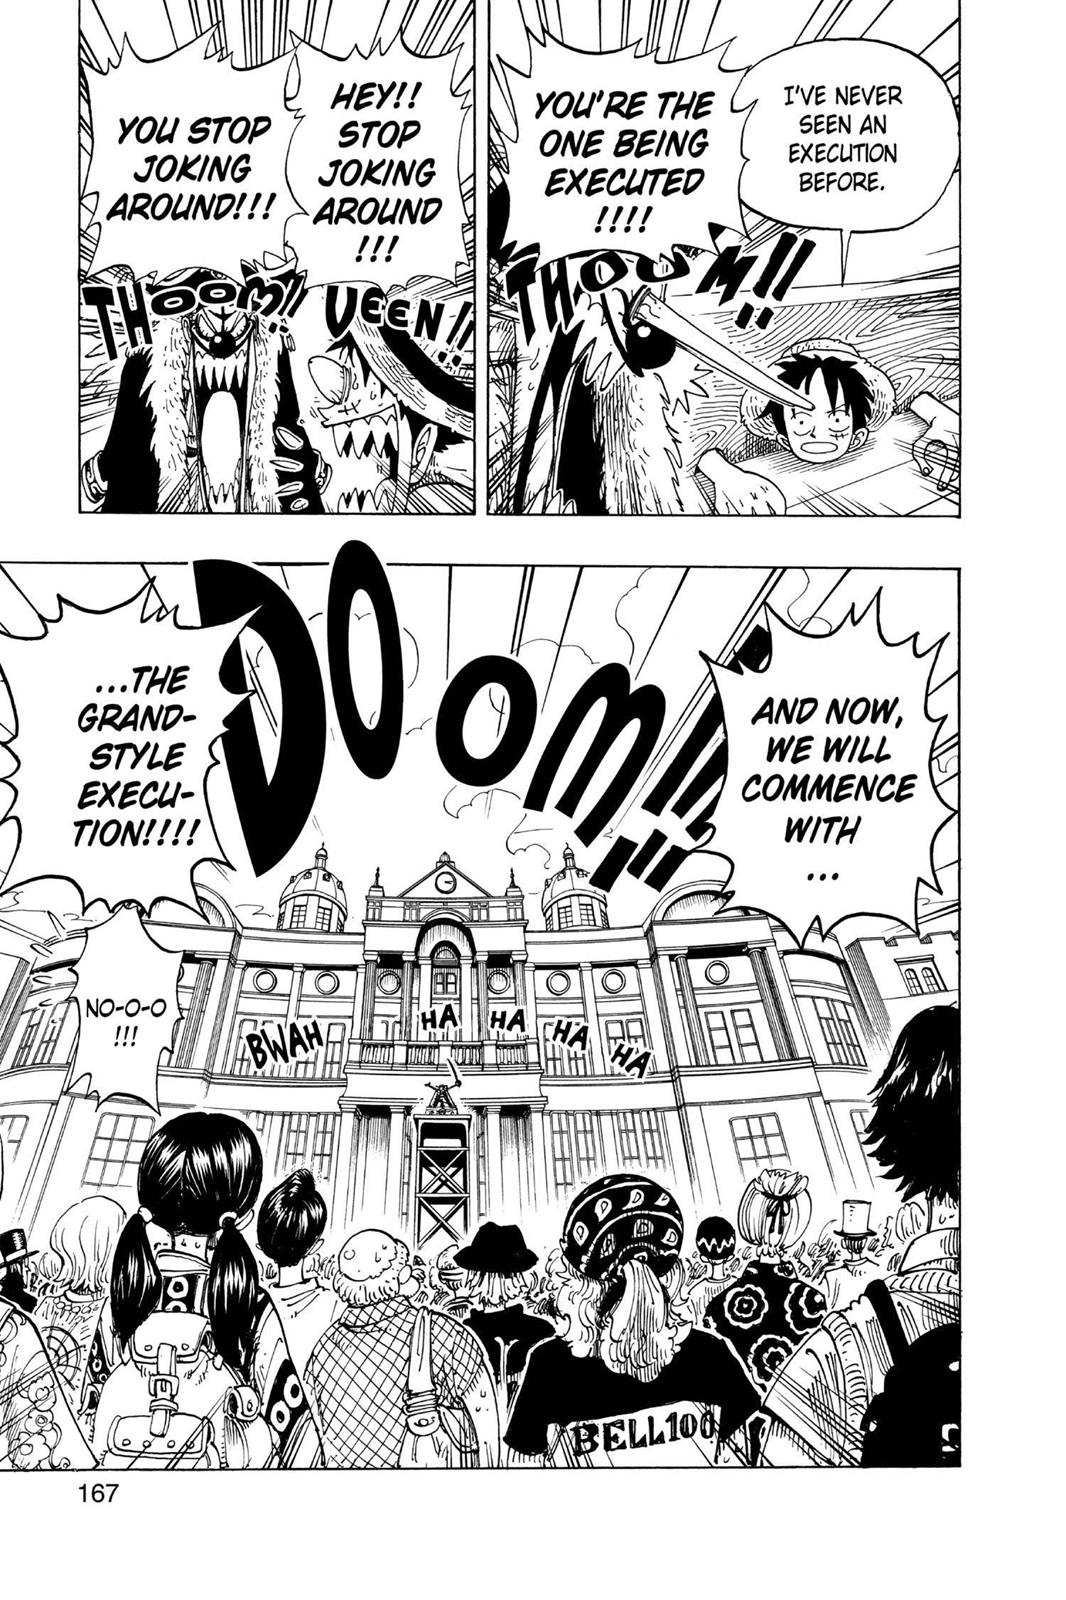 I'VE NEVER
SEEN AN
EXECUTION
BEFORE.
YOU'RE THE
ONE BEING
EXECUTED
!!!!
THOOM!!
HEY!!
STOP
JOKING
AROUND
!!!
VEEN!!
YOU STOP
JOKING
AROUND!!!
THOOOM!!
AND NOW,
WE WILL
COMMENCE
WITH
...
DOOOM!!
...THE
GRAND-
STYLE
EXECU-
TION!!!!
NO-O-O
!!!
BWAH HA HA HA HA
BELL100
167